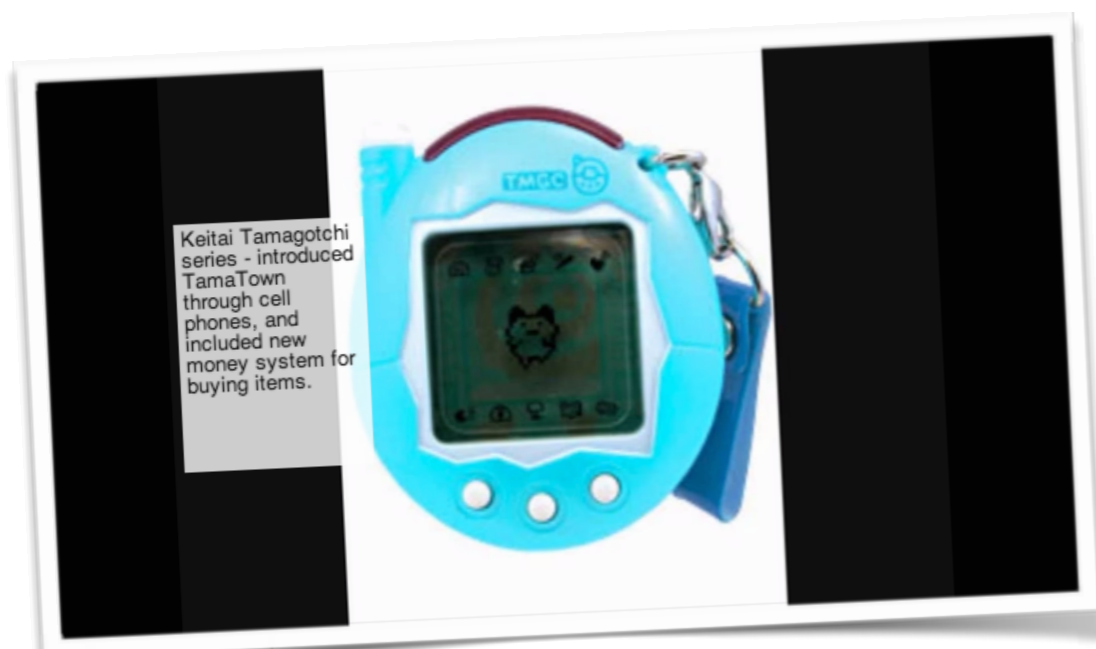 TMGC
Keitai Tamagotchi
series - introduced
TamaTown
through cell
phones, and
included new
money system for
buying items.